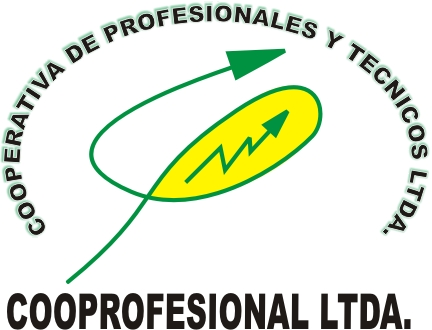 COOPERATIVA DE PROFESIONALES Y TECNICOS LTDA.
COOPROFESIONAL LTDA.